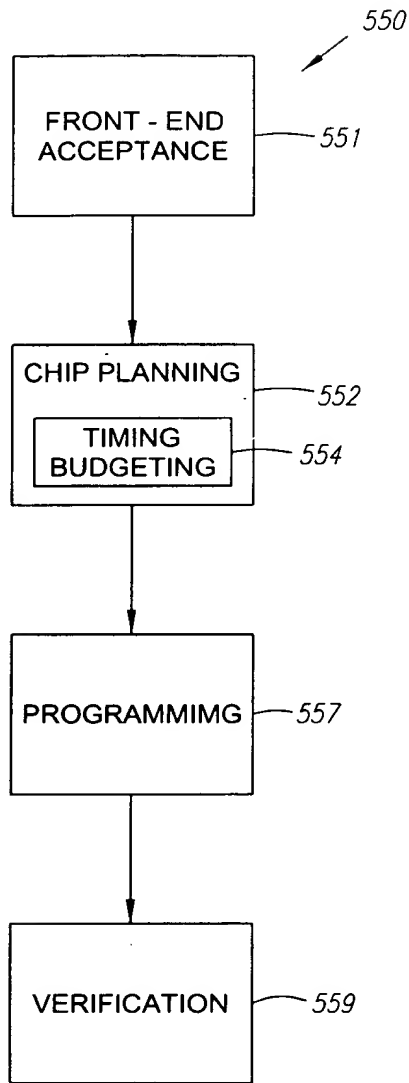 550
FRONT - END
ACCEPTANCE
551
CHIP PLANNING
552
TIMING
BUDGETING
554
PROGRAMMIMG
557
VERIFICATION
559